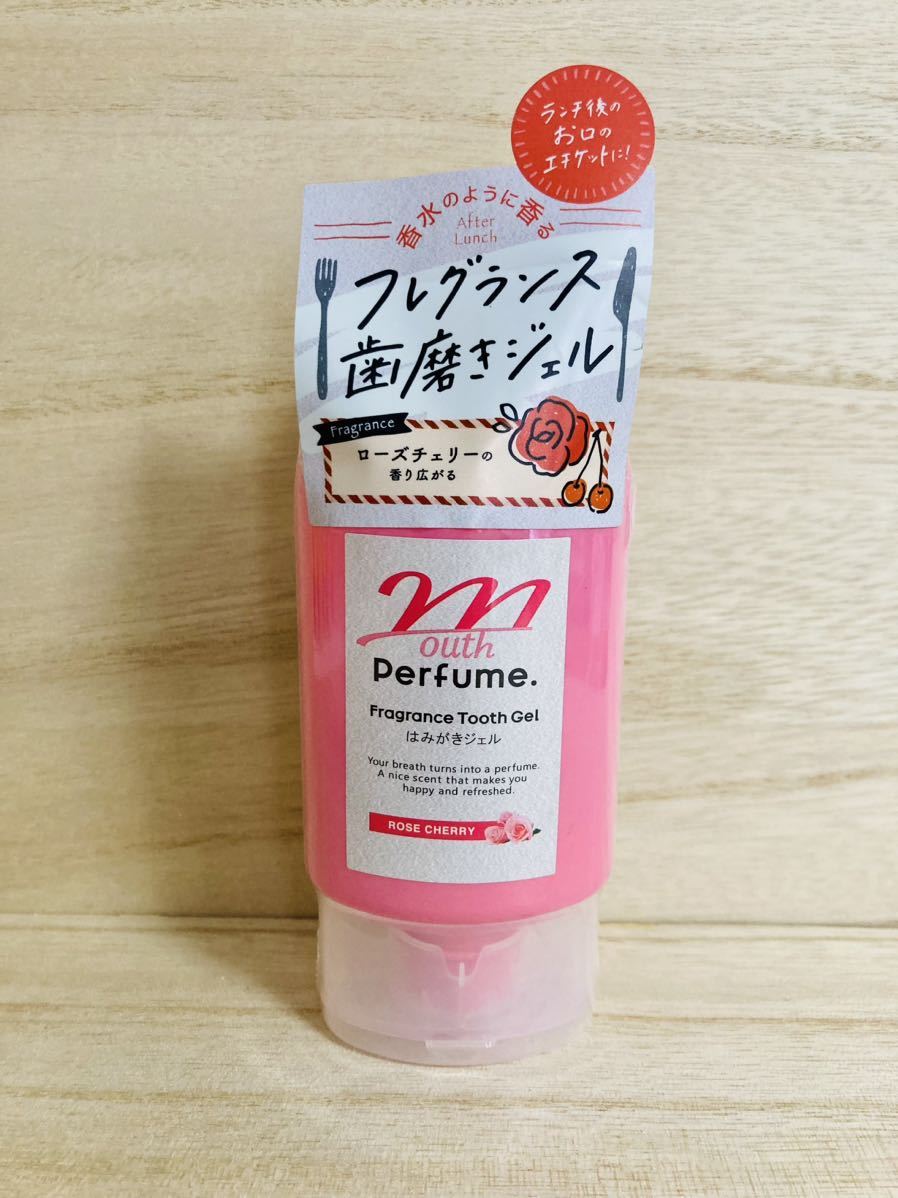 ランチ後の
お口の
エチケットに!
香水のように香る
After
Lunch
フレグランス
歯磨きジェル
Fragrance
ローズチェリーの
香り広がる
mouth
Perfume.
Fragrance Tooth Gel
はみがきジェル
Your breath turns into a perfume.
A nice scent that makes you
happy and refreshed.
ROSE CHERRY